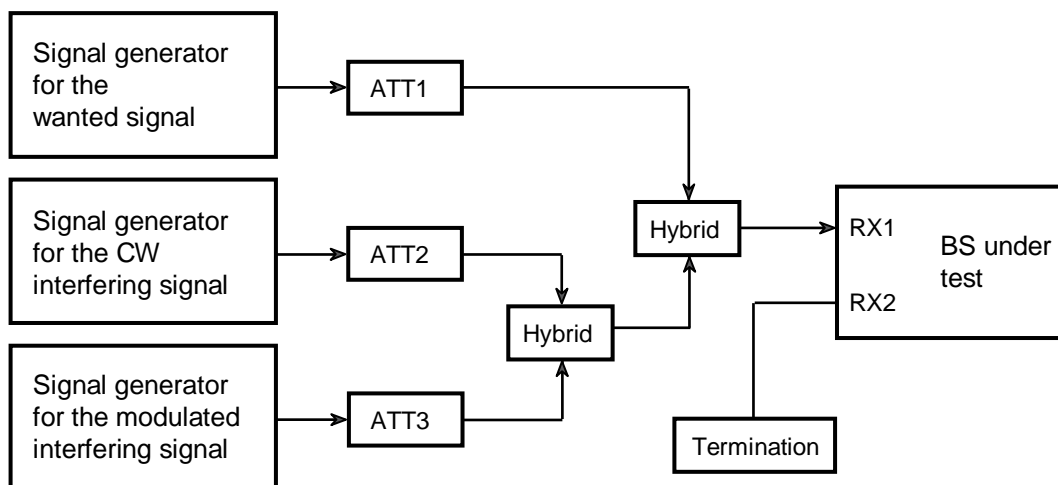 Signal generator
for the
wanted signal
ATT1
Signal generator
for the CW
interfering signal
ATT2
Hybrid
Hybrid
Signal generator
for the modulated
interfering signal
ATT3
RX1
RX2
BS under
test
Termination